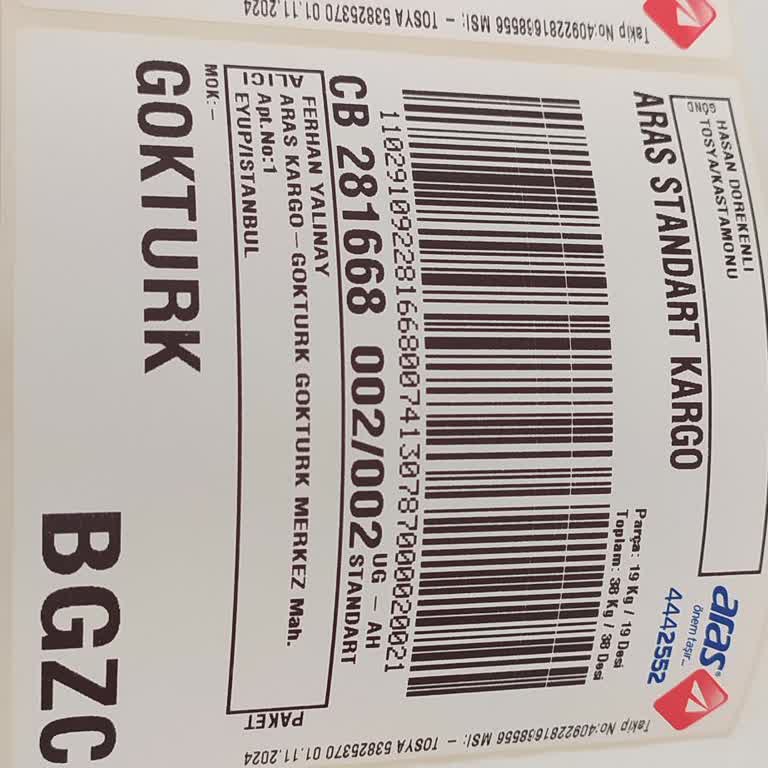 Takip No:4092281668556 MSI: - TOSYA 53825370 01.11.2024
HASAN DOREKENLI
GÖND TOSYA/KASTAMONU
ARAS STANDART KARGO
aras
önem taşır...
4442552
Parça: 19 Kg / 19 Desi
Toplam: 38 Kg / 38 Desi
1102910922816680074130787000020021
CB 281668 002/002 UG - AH
STANDART
ALICI
FERHAN YALINAY
ARAS KARGO - GOKTURK GOKTURK MERKEZ Mah.
Apt.No:1
EYUP/ISTANBUL
PAKET
MOK:-
GOKTURK
BGZC
Takip No:4092281668556 MSI: - TOSYA 53825370 01.11.2024